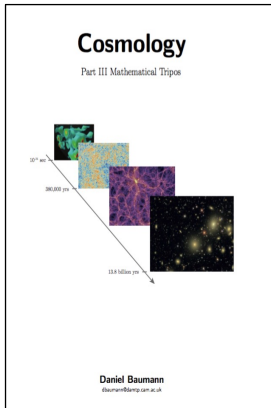 Cosmology
Part III Mathematical Tripos
380,000 yrs
13.8 billion yrs
Daniel Baumann
dbaumann@damtp.cam.ac.uk